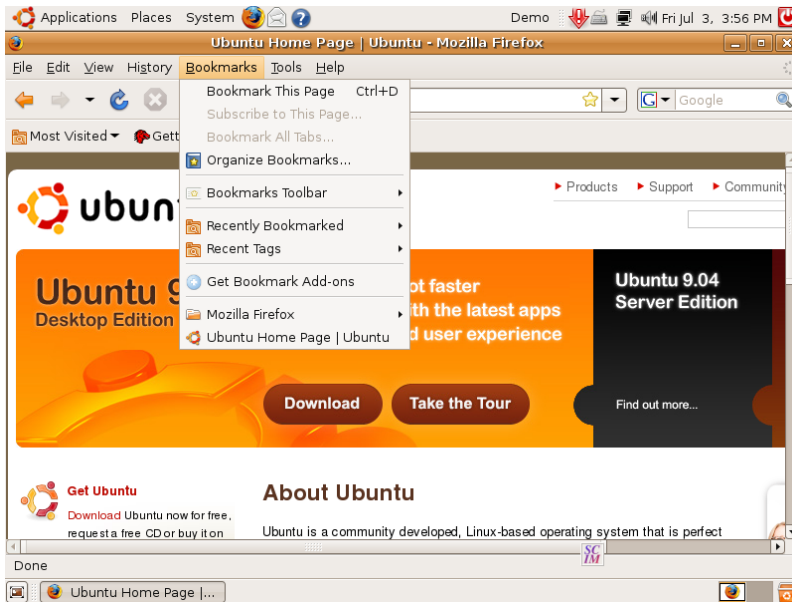 Applications Places System Demo Fri Jul 3, 3:56 PM
Ubuntu Home Page | Ubuntu - Mozilla Firefox
File Edit View History Bookmarks Tools Help
Bookmark This Page Ctrl+D
Subscribe to This Page...
Bookmark All Tabs...
Organize Bookmarks...
Bookmarks Toolbar
Recently Bookmarked
Recent Tags
Get Bookmark Add-ons
Mozilla Firefox
Ubuntu Home Page | Ubuntu
G Google
Most Visited Gett
ubun
Products Support Community
Ubuntu 9
Desktop Edition
ot faster
ith the latest apps
d user experience
Download Take the Tour
Ubuntu 9.04
Server Edition
Find out more...
Get Ubuntu
Download Ubuntu now for free,
request a free CD or buy it on
About Ubuntu
Ubuntu is a community developed, Linux-based operating system that is perfect
SC
IM
Done
Ubuntu Home Page |...